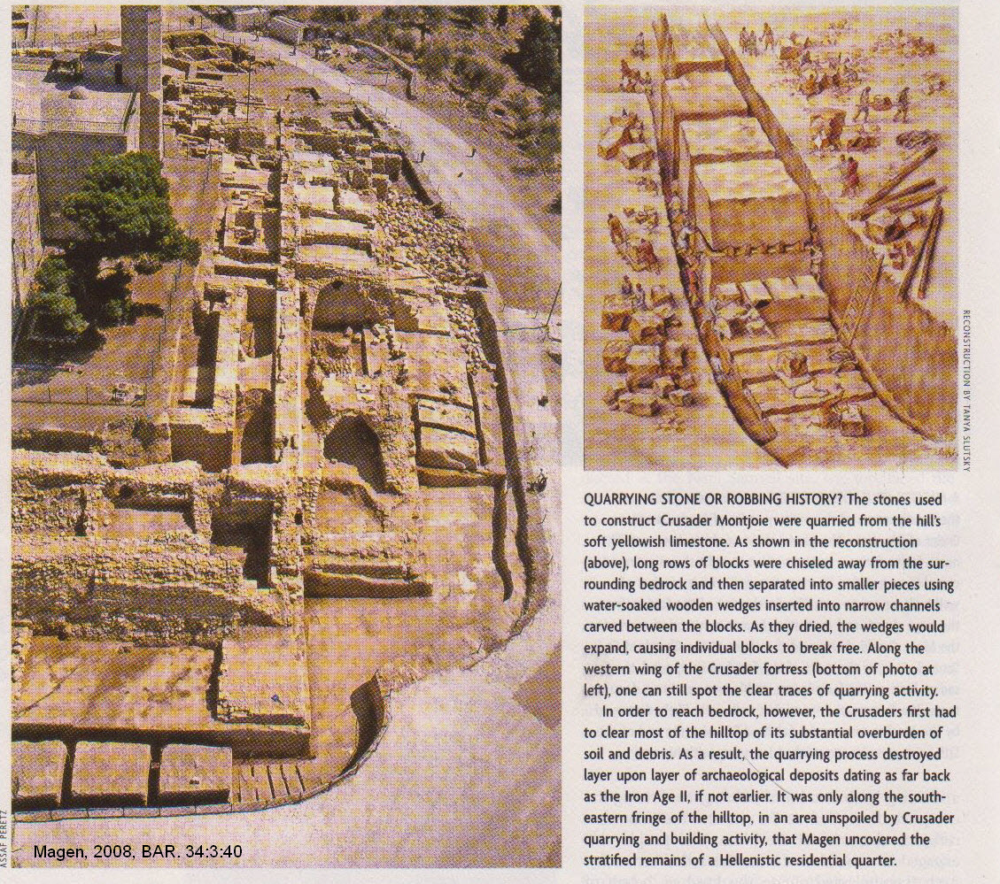 RECONSTRUCTION BY TANYA SLUTSKY
QUARRYING STONE OR ROBBING HISTORY? The stones used
to construct Crusader Montjoie were quarried from the hill's
soft yellowish limestone. As shown in the reconstruction
(above), long rows of blocks were chiseled away from the sur-
rounding bedrock and then separated into smaller pieces using
water-soaked wooden wedges inserted into narrow channels
carved between the blocks. As they dried, the wedges would
expand, causing individual blocks to break free. Along the
western wing of the Crusader fortress (bottom of photo at
left), one can still spot the clear traces of quarrying activity.
In order to reach bedrock, however, the Crusaders first had
to clear most of the hilltop of its substantial overburden of
soil and debris. As a result, the quarrying process destroyed
layer upon layer of archaeological deposits dating as far back
as the Iron Age II, if not earlier. It was only along the south-
eastern fringe of the hilltop, in an area unspoiled by Crusader
quarrying and building activity, that Magen uncovered the
stratified remains of a Hellenistic residential quarter.
ASSAF PERETZ
Magen, 2008, BAR. 34:3:40